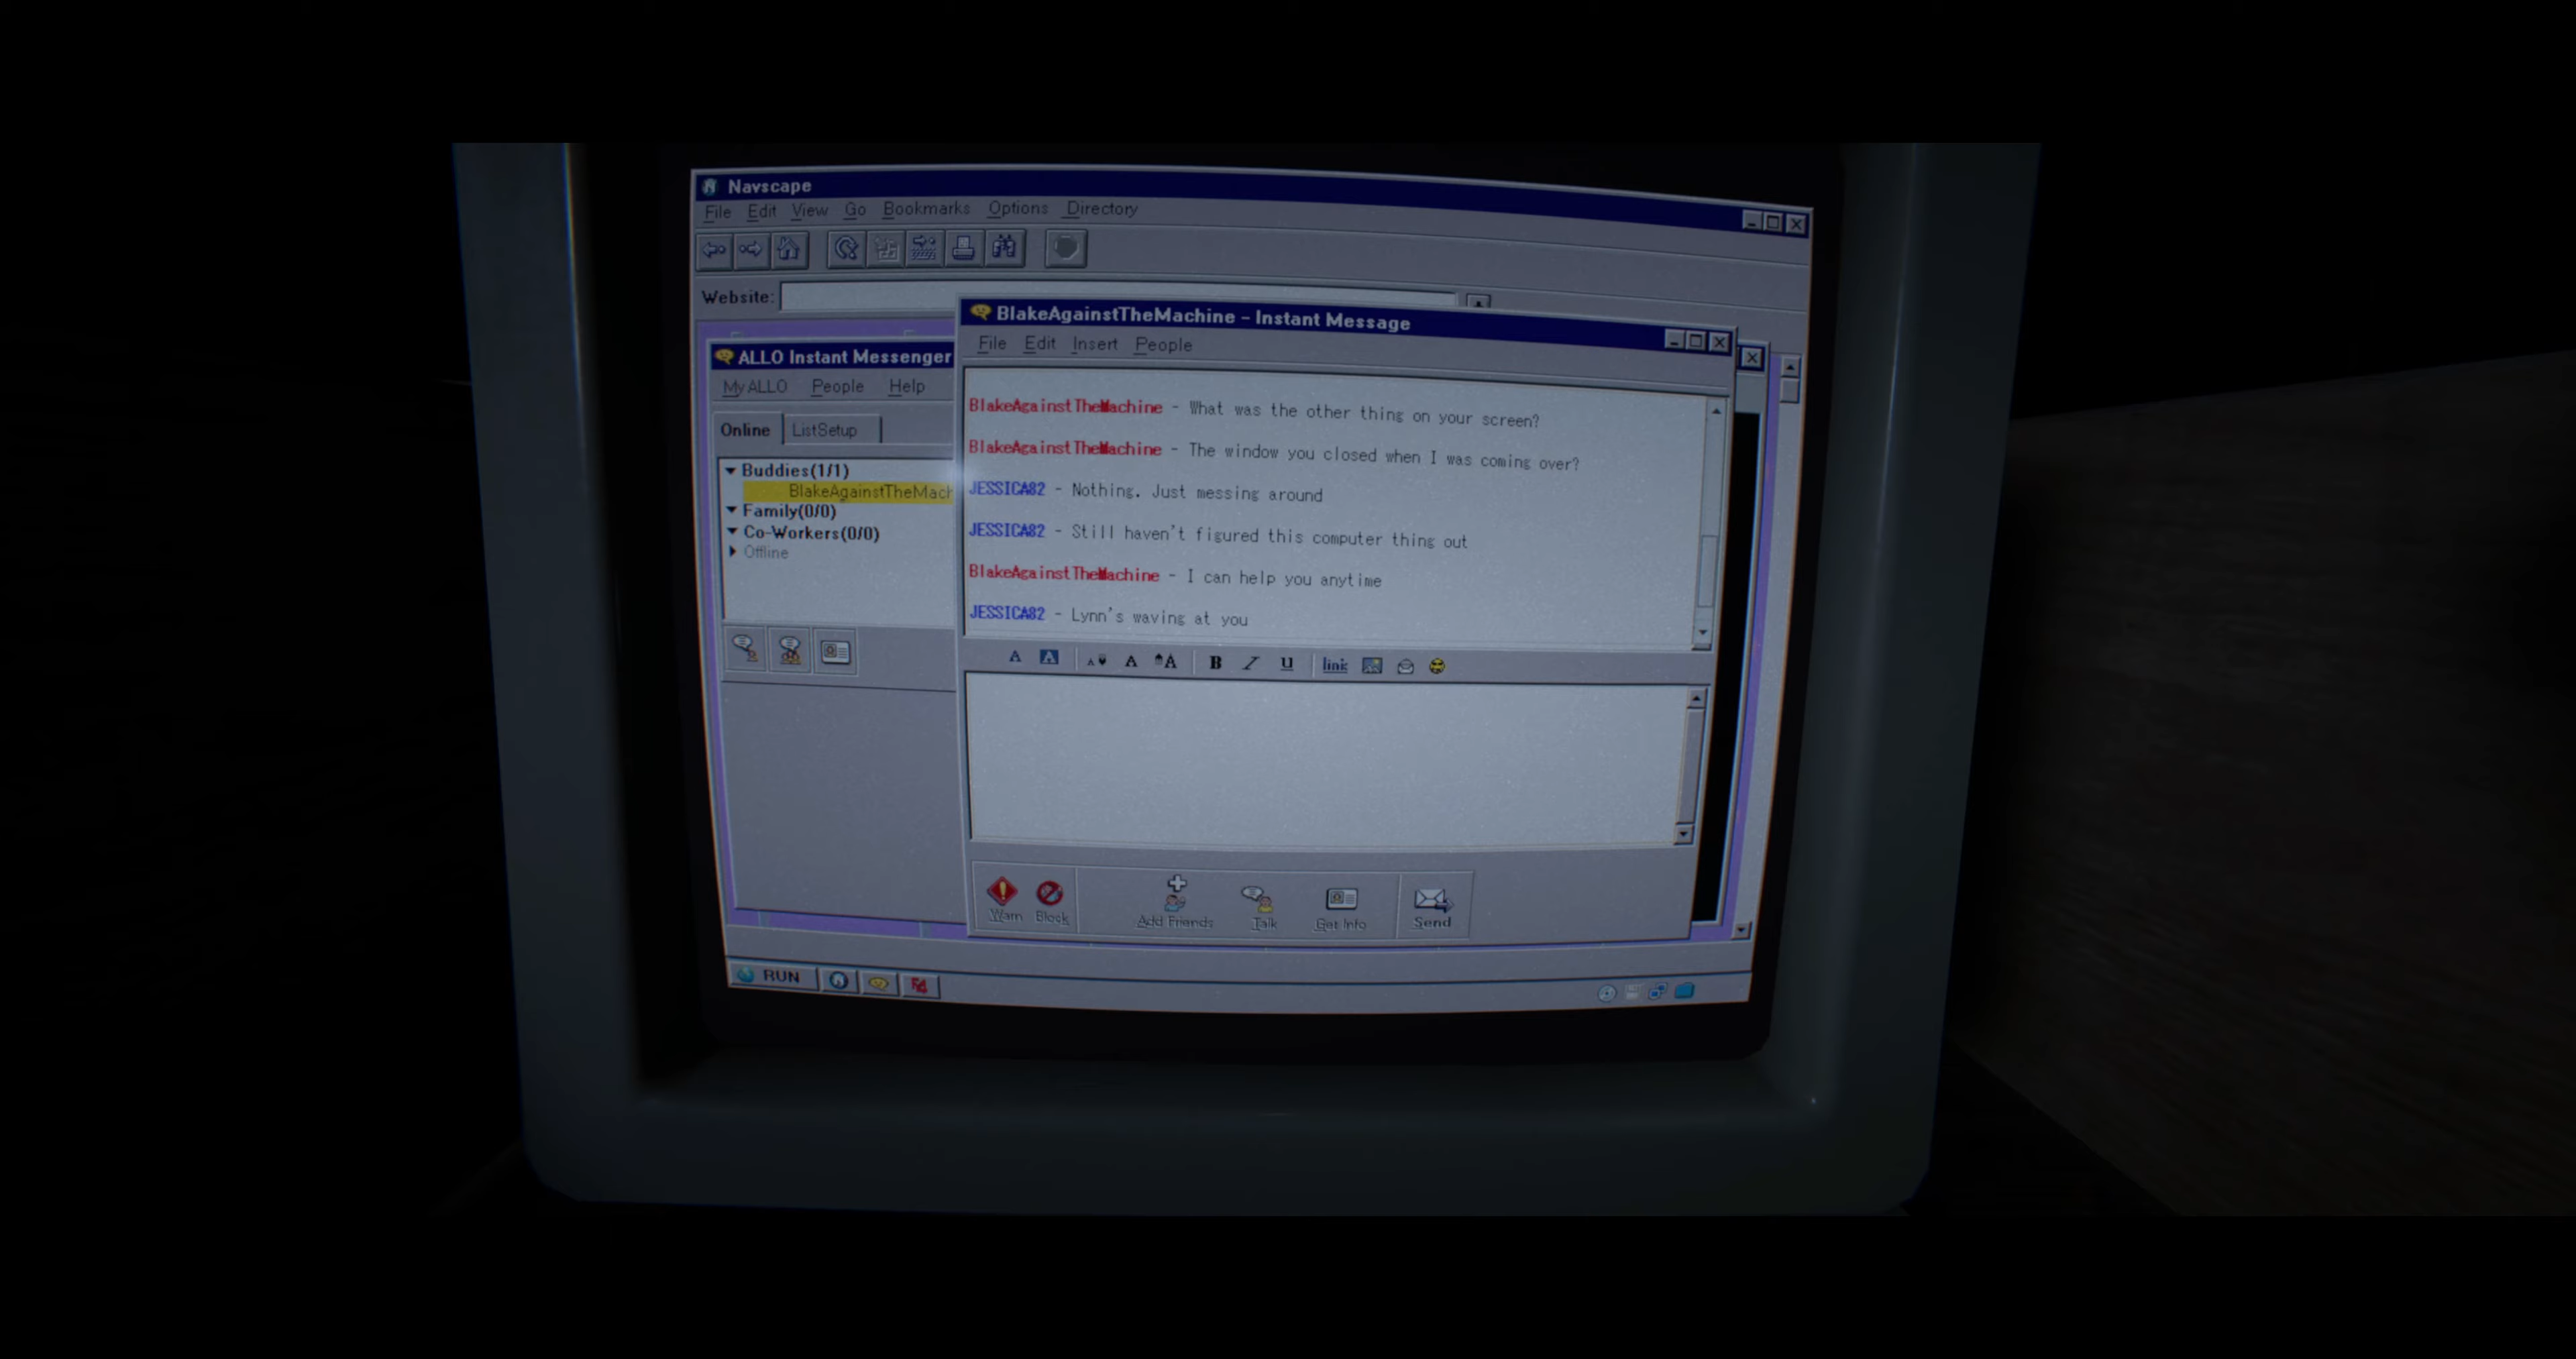 Navscape
File Edit View Go Bookmarks Options Directory
Website:
BlakeAgainstTheMachine - Instant Message
File Edit Insert People
ALLO Instant Messenger
My ALLO People Help
Online ListSetup
Buddies(1/1)
BlakeAgainstTheMach
Family(0/0)
Co-Workers(0/0)
Offline
BlakeAgainstTheMachine - What was the other thing on your screen?
BlakeAgainstTheMachine - The window you closed when I was coming over?
JESSICA82 - Nothing. Just messing around
JESSICA82 - Still haven't figured this computer thing out
BlakeAgainstTheMachine - I can help you anytime
JESSICA82 - Lynn's waving at you
A A A A A B I U link
Warn Block Add Friends Talk Get Info Send
RUN